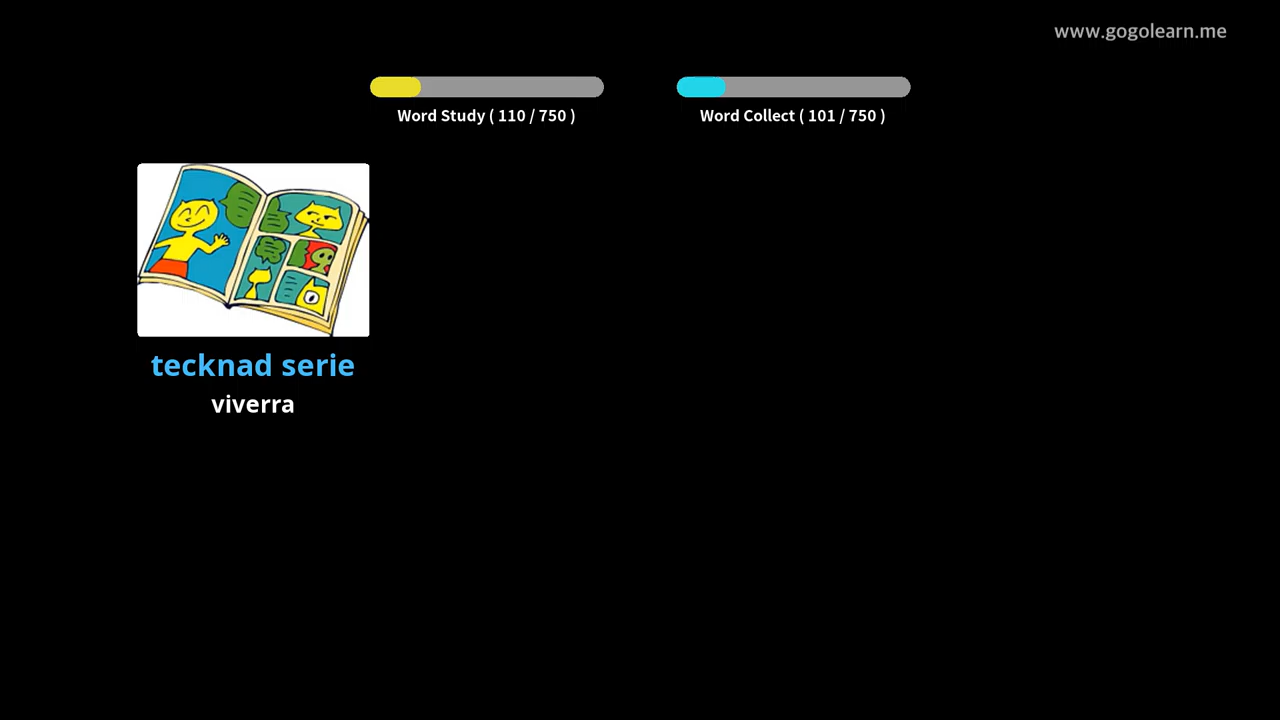 www.gogolearn.me
Word Study ( 110 / 750 )
Word Collect ( 101 / 750 )
tecknad serie
viverra